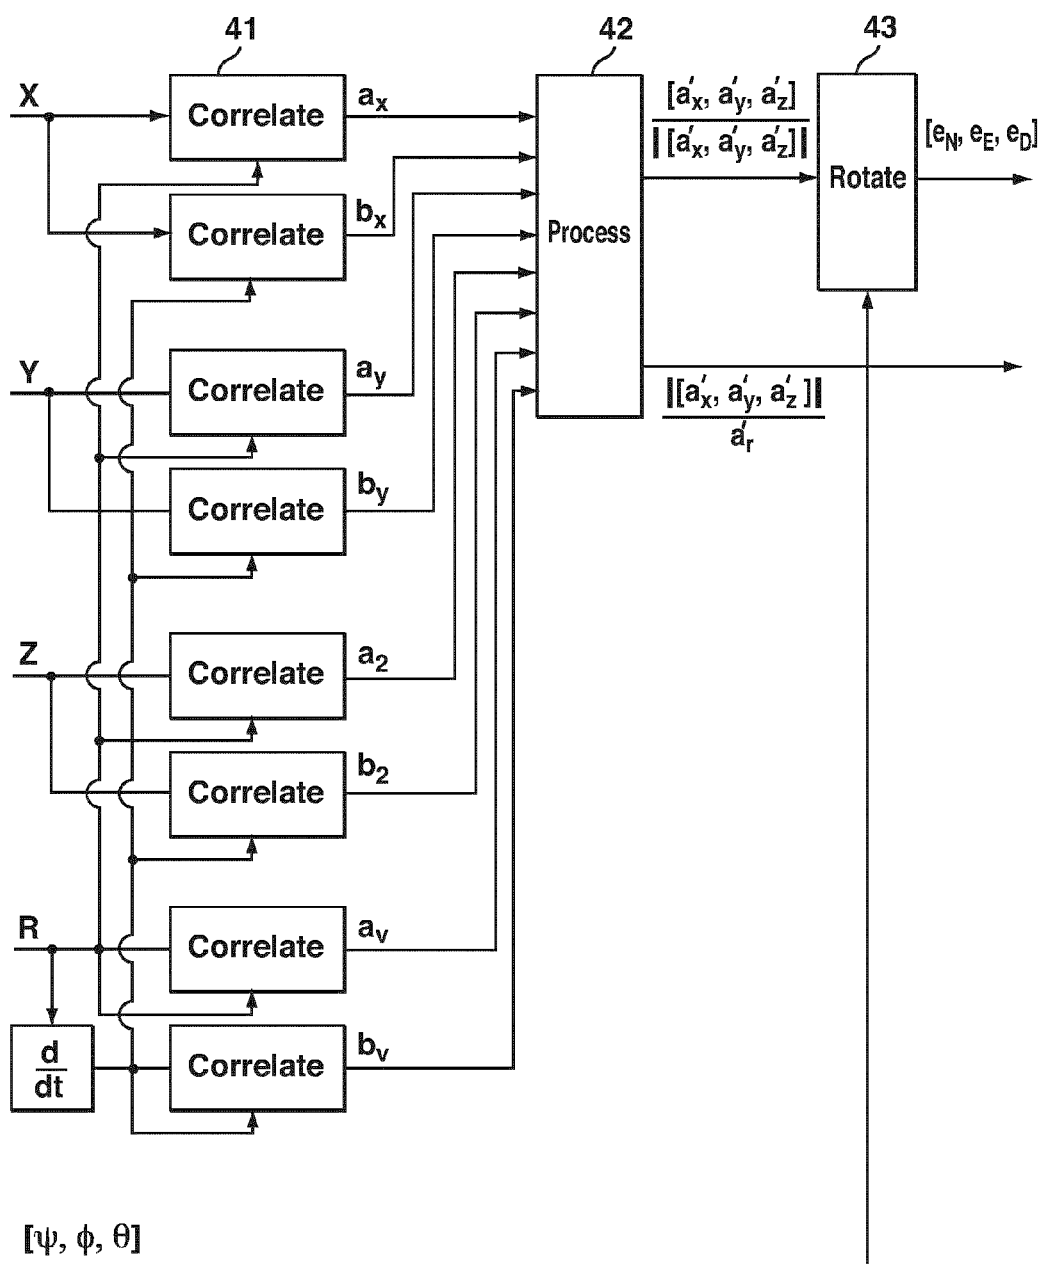 41
42
43
X
Correlate
a_x
[a'_x, a'_y, a'_z]
|[a'_x, a'_y, a'_z]|
[e_N, e_E, e_D]
Correlate
b_x
Process
Rotate
Y
Correlate
a_y
|[a'_x, a'_y, a'_z ]|
a'_r
Correlate
b_y
Z
Correlate
a_2
Correlate
b_2
R
Correlate
a_v
d
dt
Correlate
b_v
[ψ, ϕ, θ]